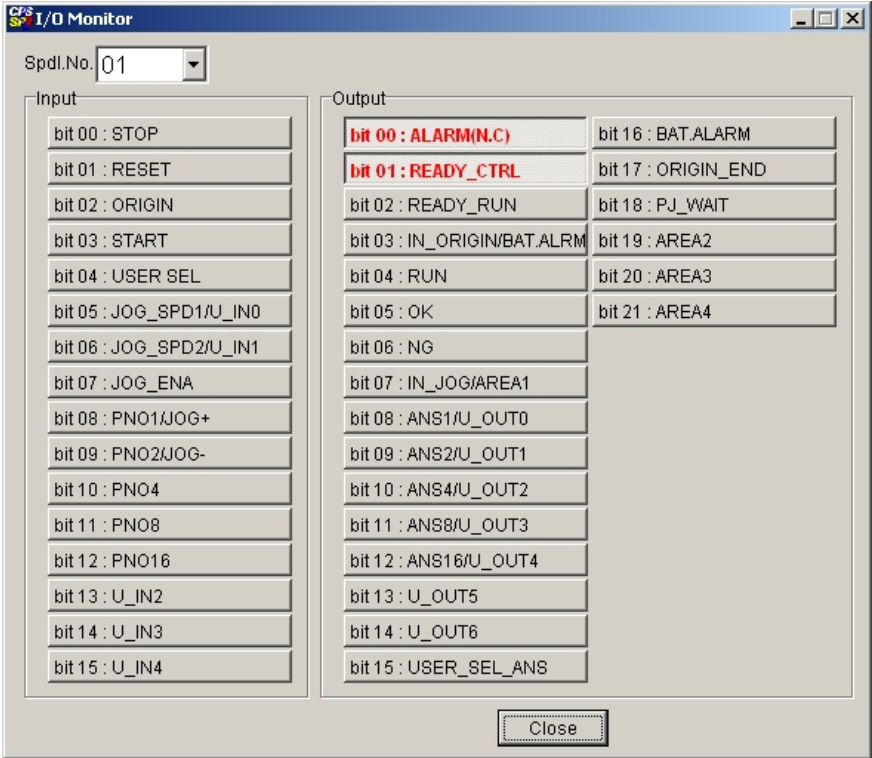 CPS
SPI I/O Monitor
Spdl.No. 01
Input
bit 00 : STOP
bit 01 : RESET
bit 02 : ORIGIN
bit 03 : START
bit 04 : USER SEL
bit 05 : JOG_SPD1/U_IN0
bit 06 : JOG_SPD2/U_IN1
bit 07 : JOG_ENA
bit 08 : PNO1/JOG+
bit 09 : PNO2/JOG-
bit 10 : PNO4
bit 11 : PNO8
bit 12 : PNO16
bit 13 : U_IN2
bit 14 : U_IN3
bit 15 : U_IN4
Output
bit 00 : ALARM(N.C)
bit 01 : READY_CTRL
bit 02 : READY_RUN
bit 03 : IN_ORIGIN/BAT.ALRM
bit 04 : RUN
bit 05 : OK
bit 06 : NG
bit 07 : IN_JOG/AREA1
bit 08 : ANS1/U_OUT0
bit 09 : ANS2/U_OUT1
bit 10 : ANS4/U_OUT2
bit 11 : ANS8/U_OUT3
bit 12 : ANS16/U_OUT4
bit 13 : U_OUT5
bit 14 : U_OUT6
bit 15 : USER_SEL_ANS
bit 16 : BAT.ALARM
bit 17 : ORIGIN_END
bit 18 : PJ_WAIT
bit 19 : AREA2
bit 20 : AREA3
bit 21 : AREA4
Close